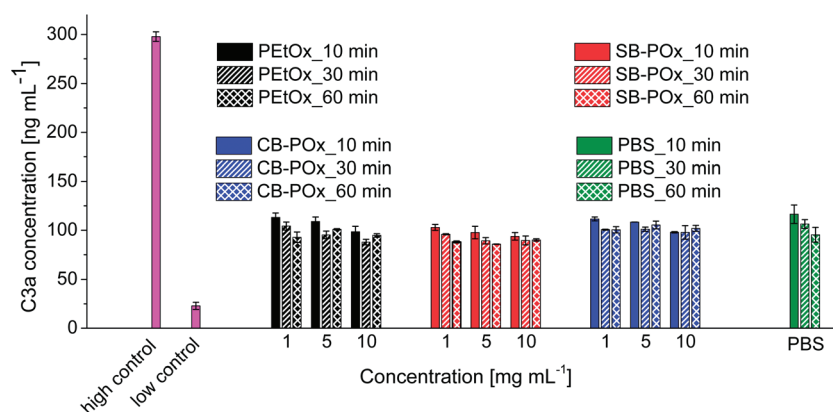 C3a concentration [ng mL⁻¹]
300
250
200
150
100
50
0
PEtOx_10 min
PEtOx_30 min
PEtOx_60 min
SB-POx_10 min
SB-POx_30 min
SB-POx_60 min
CB-POx_10 min
CB-POx_30 min
CB-POx_60 min
PBS_10 min
PBS_30 min
PBS_60 min
high control
low control
1 5 10 1 5 10 1 5 10 PBS
Concentration [mg mL⁻¹]